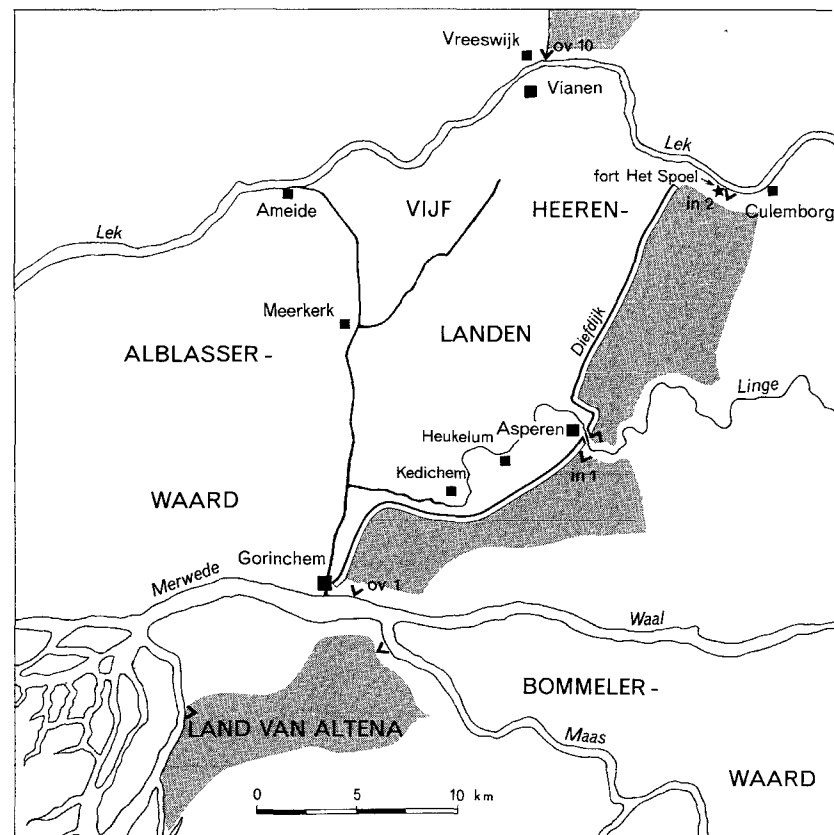 Vreeswijk
ov 10
Vianen
Lek
fort Het Spoel
in 2
Culemborg
Ameide
VIJF
HEEREN-
Lek
Meerkerk
LANDEN
Diefdijk
ALBLASSER-
Linge
Heukelum
Asperen
Kedichem
in 1
WAARD
Gorinchem
ov 1
Merwede
Waal
BOMMELER-
LAND VAN ALTENA
Maas
WAARD
0 5 10 km